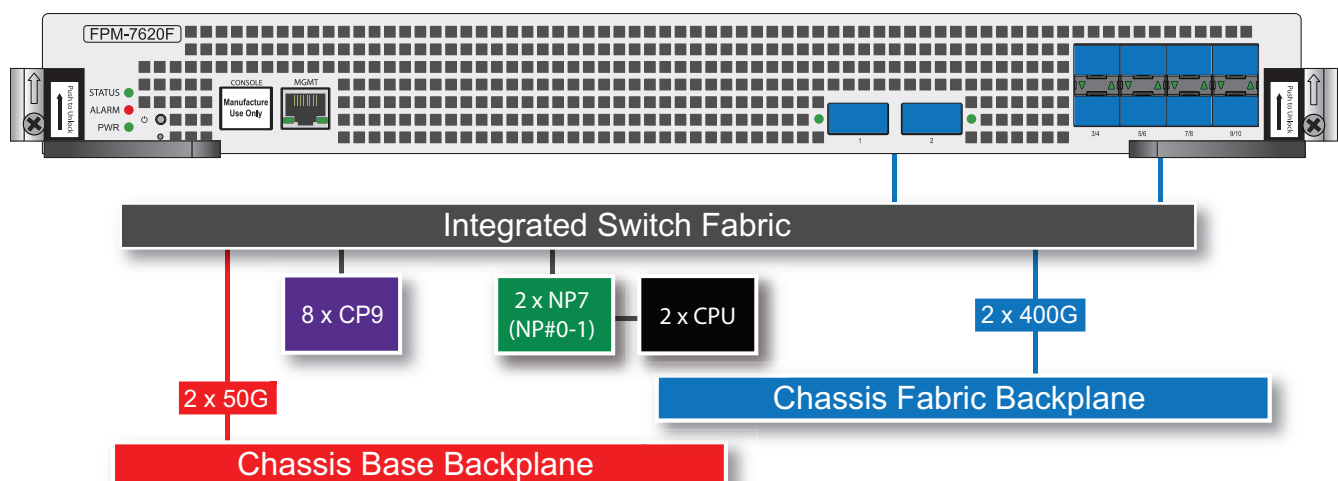 FPM-7620F
STATUS
ALARM
PWR
Push to Unlock
CONSOLE
Manufacture
Use Only
MGMT
1
2
3/4
5/6
7/8
9/10
Push to Unlock
Integrated Switch Fabric
8 x CP9
2 x NP7
(NP#0-1)
2 x CPU
2 x 400G
2 x 50G
Chassis Fabric Backplane
Chassis Base Backplane